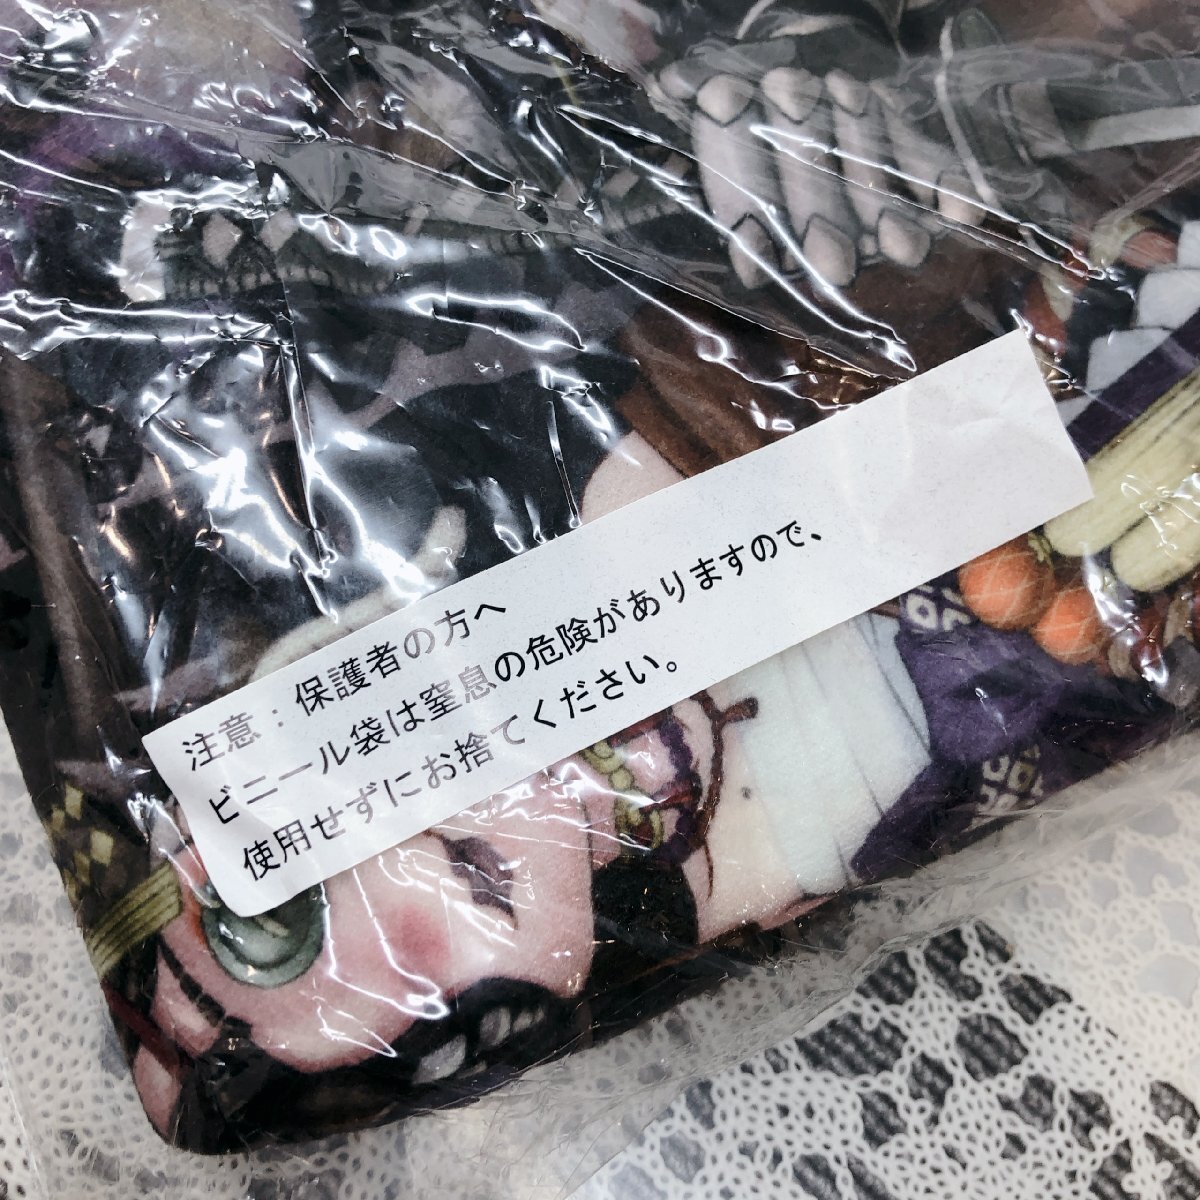 注意：保護者の方へ
ビニール袋は窒息の危険がありますので、
使用せずにお捨てください。